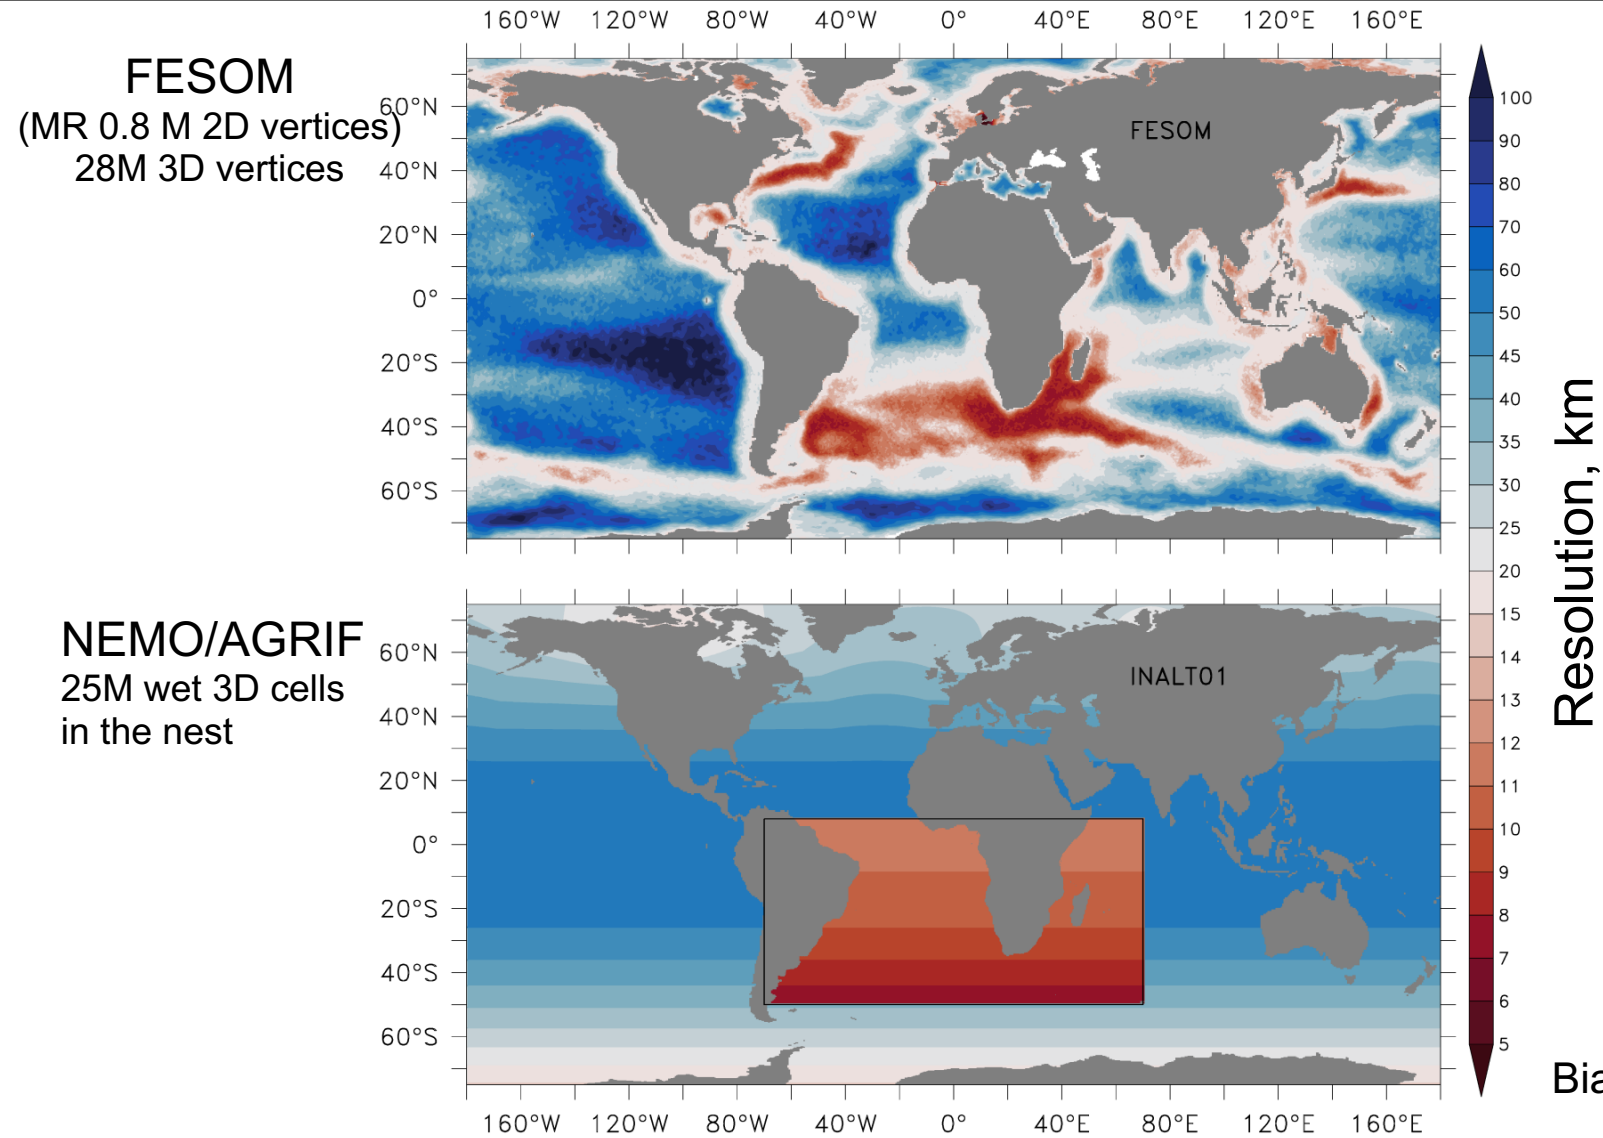 160°W 120°W 80°W 40°W 0° 40°E 80°E 120°E 160°E
FESOM
(MR 0.8 M 2D vertices)
28M 3D vertices
60°N
40°N
20°N
0°
20°S
40°S
60°S
FESOM
NEMO/AGRIF
25M wet 3D cells
in the nest
60°N
40°N
20°N
0°
20°S
40°S
60°S
INALT01
160°W 120°W 80°W 40°W 0° 40°E 80°E 120°E 160°E
100
90
80
70
60
50
45
40
35
30
25
20
15
14
13
12
11
10
9
8
7
6
5
Resolution, km
Bia